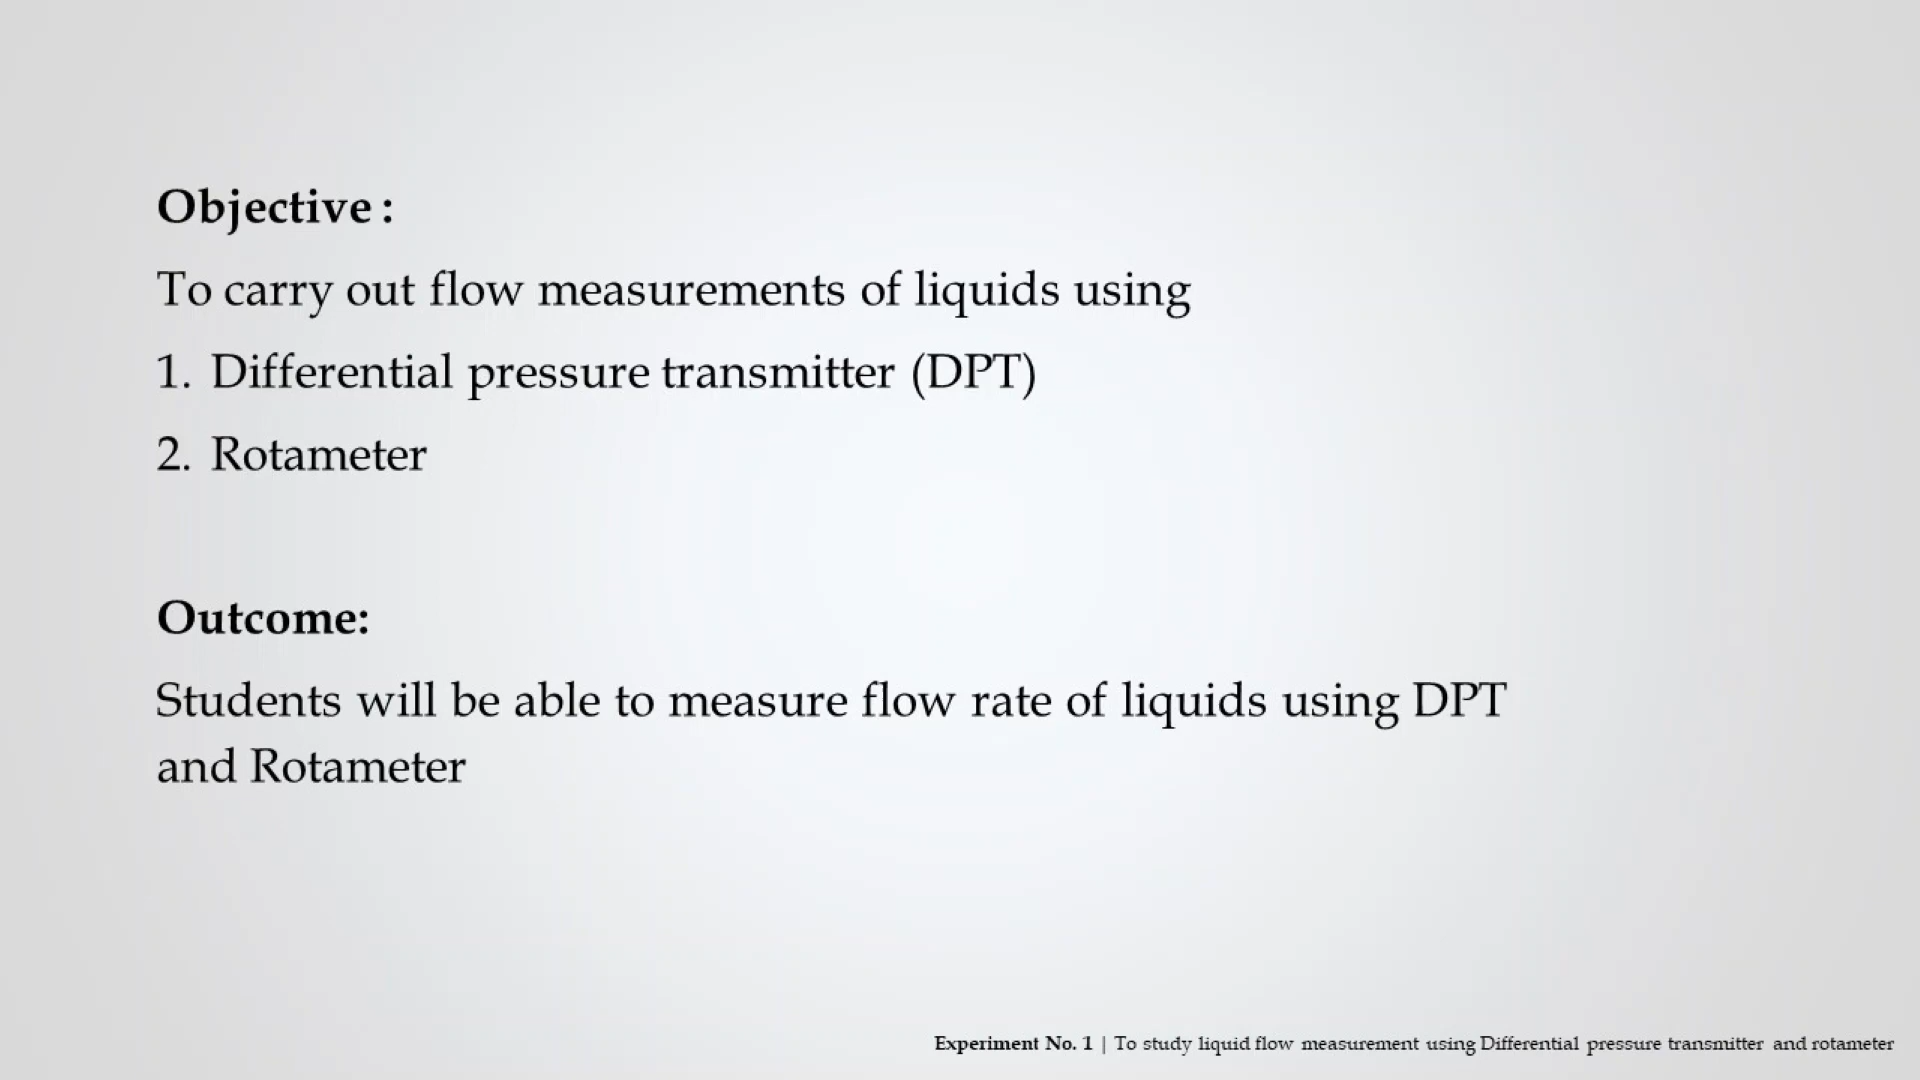 Objective :
To carry out flow measurements of liquids using
1. Differential pressure transmitter (DPT)
2. Rotameter
Outcome:
Students will be able to measure flow rate of liquids using DPT
and Rotameter
Experiment No. 1 | To study liquid flow measurement using Differential pressure transmitter and rotameter